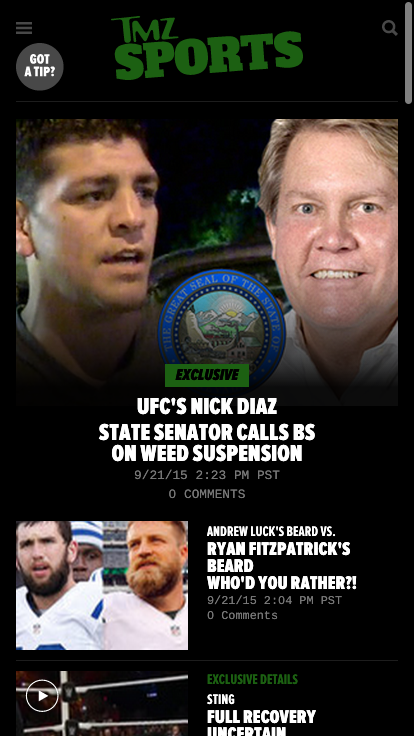 TMZ
SPORTS
GOT
A TIP?
THE GREAT SEAL OF THE STATE OF
EXCLUSIVE
UFC'S NICK DIAZ
STATE SENATOR CALLS BS
ON WEED SUSPENSION
9/21/15 2:23 PM PST
0 COMMENTS
ANDREW LUCK'S BEARD VS.
RYAN FITZPATRICK'S
BEARD
WHO'D YOU RATHER?!
9/21/15 2:04 PM PST
0 Comments
EXCLUSIVE DETAILS
STING
FULL RECOVERY
UNCERTAIN